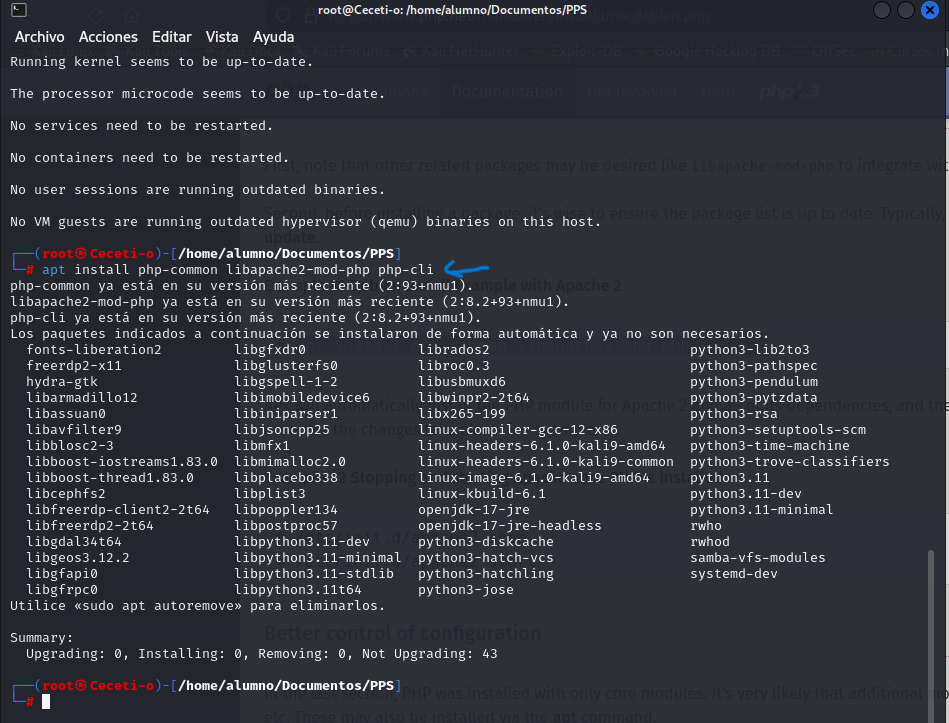 root@Ceceti-o: /home/alumno/Documentos/PPS
Archivo Acciones Editar Vista Ayuda
Running kernel seems to be up-to-date.
The processor microcode seems to be up-to-date.
No services need to be restarted.
No containers need to be restarted.
No user sessions are running outdated binaries.
No VM guests are running outdated hypervisor (qemu) binaries on this host.
┌──(root㉿Ceceti-o)-[/home/alumno/Documentos/PPS]
└─# apt install php-common libapache2-mod-php php-cli
php-common ya está en su versión más reciente (2:93+nmu1).
libapache2-mod-php ya está en su versión más reciente (2:8.2+93+nmu1).
php-cli ya está en su versión más reciente (2:8.2+93+nmu1).
Los paquetes indicados a continuación se instalaron de forma automática y ya no son necesarios.
fonts-liberation2 libgfxdr0 librados2 python3-lib2to3
freerdp2-x11 libglusterfs0 libroc0.3 python3-pathspec
hydra-gtk libgspell-1-2 libusbmuxd6 python3-pendulum
libarmadillo12 libimobiledevice6 libwinpr2-2t64 python3-pytzdata
libassuan0 libiniparser1 libx265-199 python3-rsa
libavfilter9 libjsoncpp25 linux-compiler-gcc-12-x86 python3-setuptools-scm
libblosc2-3 libmfx1 linux-headers-6.1.0-kali9-amd64 python3-time-machine
libboost-iostreams1.83.0 libmimalloc2.0 linux-headers-6.1.0-kali9-common python3-trove-classifiers
libboost-thread1.83.0 libplacebo338 linux-image-6.1.0-kali9-amd64 python3.11
libcephfs2 libplist3 linux-kbuild-6.1 python3.11-dev
libfreerdp-client2-2t64 libpoppler134 openjdk-17-jre python3.11-minimal
libfreerdp2-2t64 libpostproc57 openjdk-17-jre-headless rwho
libgdal34t64 libpython3.11-dev python3-diskcache rwhod
libgeos3.12.2 libpython3.11-minimal python3-hatch-vcs samba-vfs-modules
libgfapi0 libpython3.11-stdlib python3-hatchling systemd-dev
libgfrpc0 libpython3.11t64 python3-jose
Utilice «sudo apt autoremove» para eliminarlos.
Summary:
Upgrading: 0, Installing: 0, Removing: 0, Not Upgrading: 43
┌──(root㉿Ceceti-o)-[/home/alumno/Documentos/PPS]
└─#